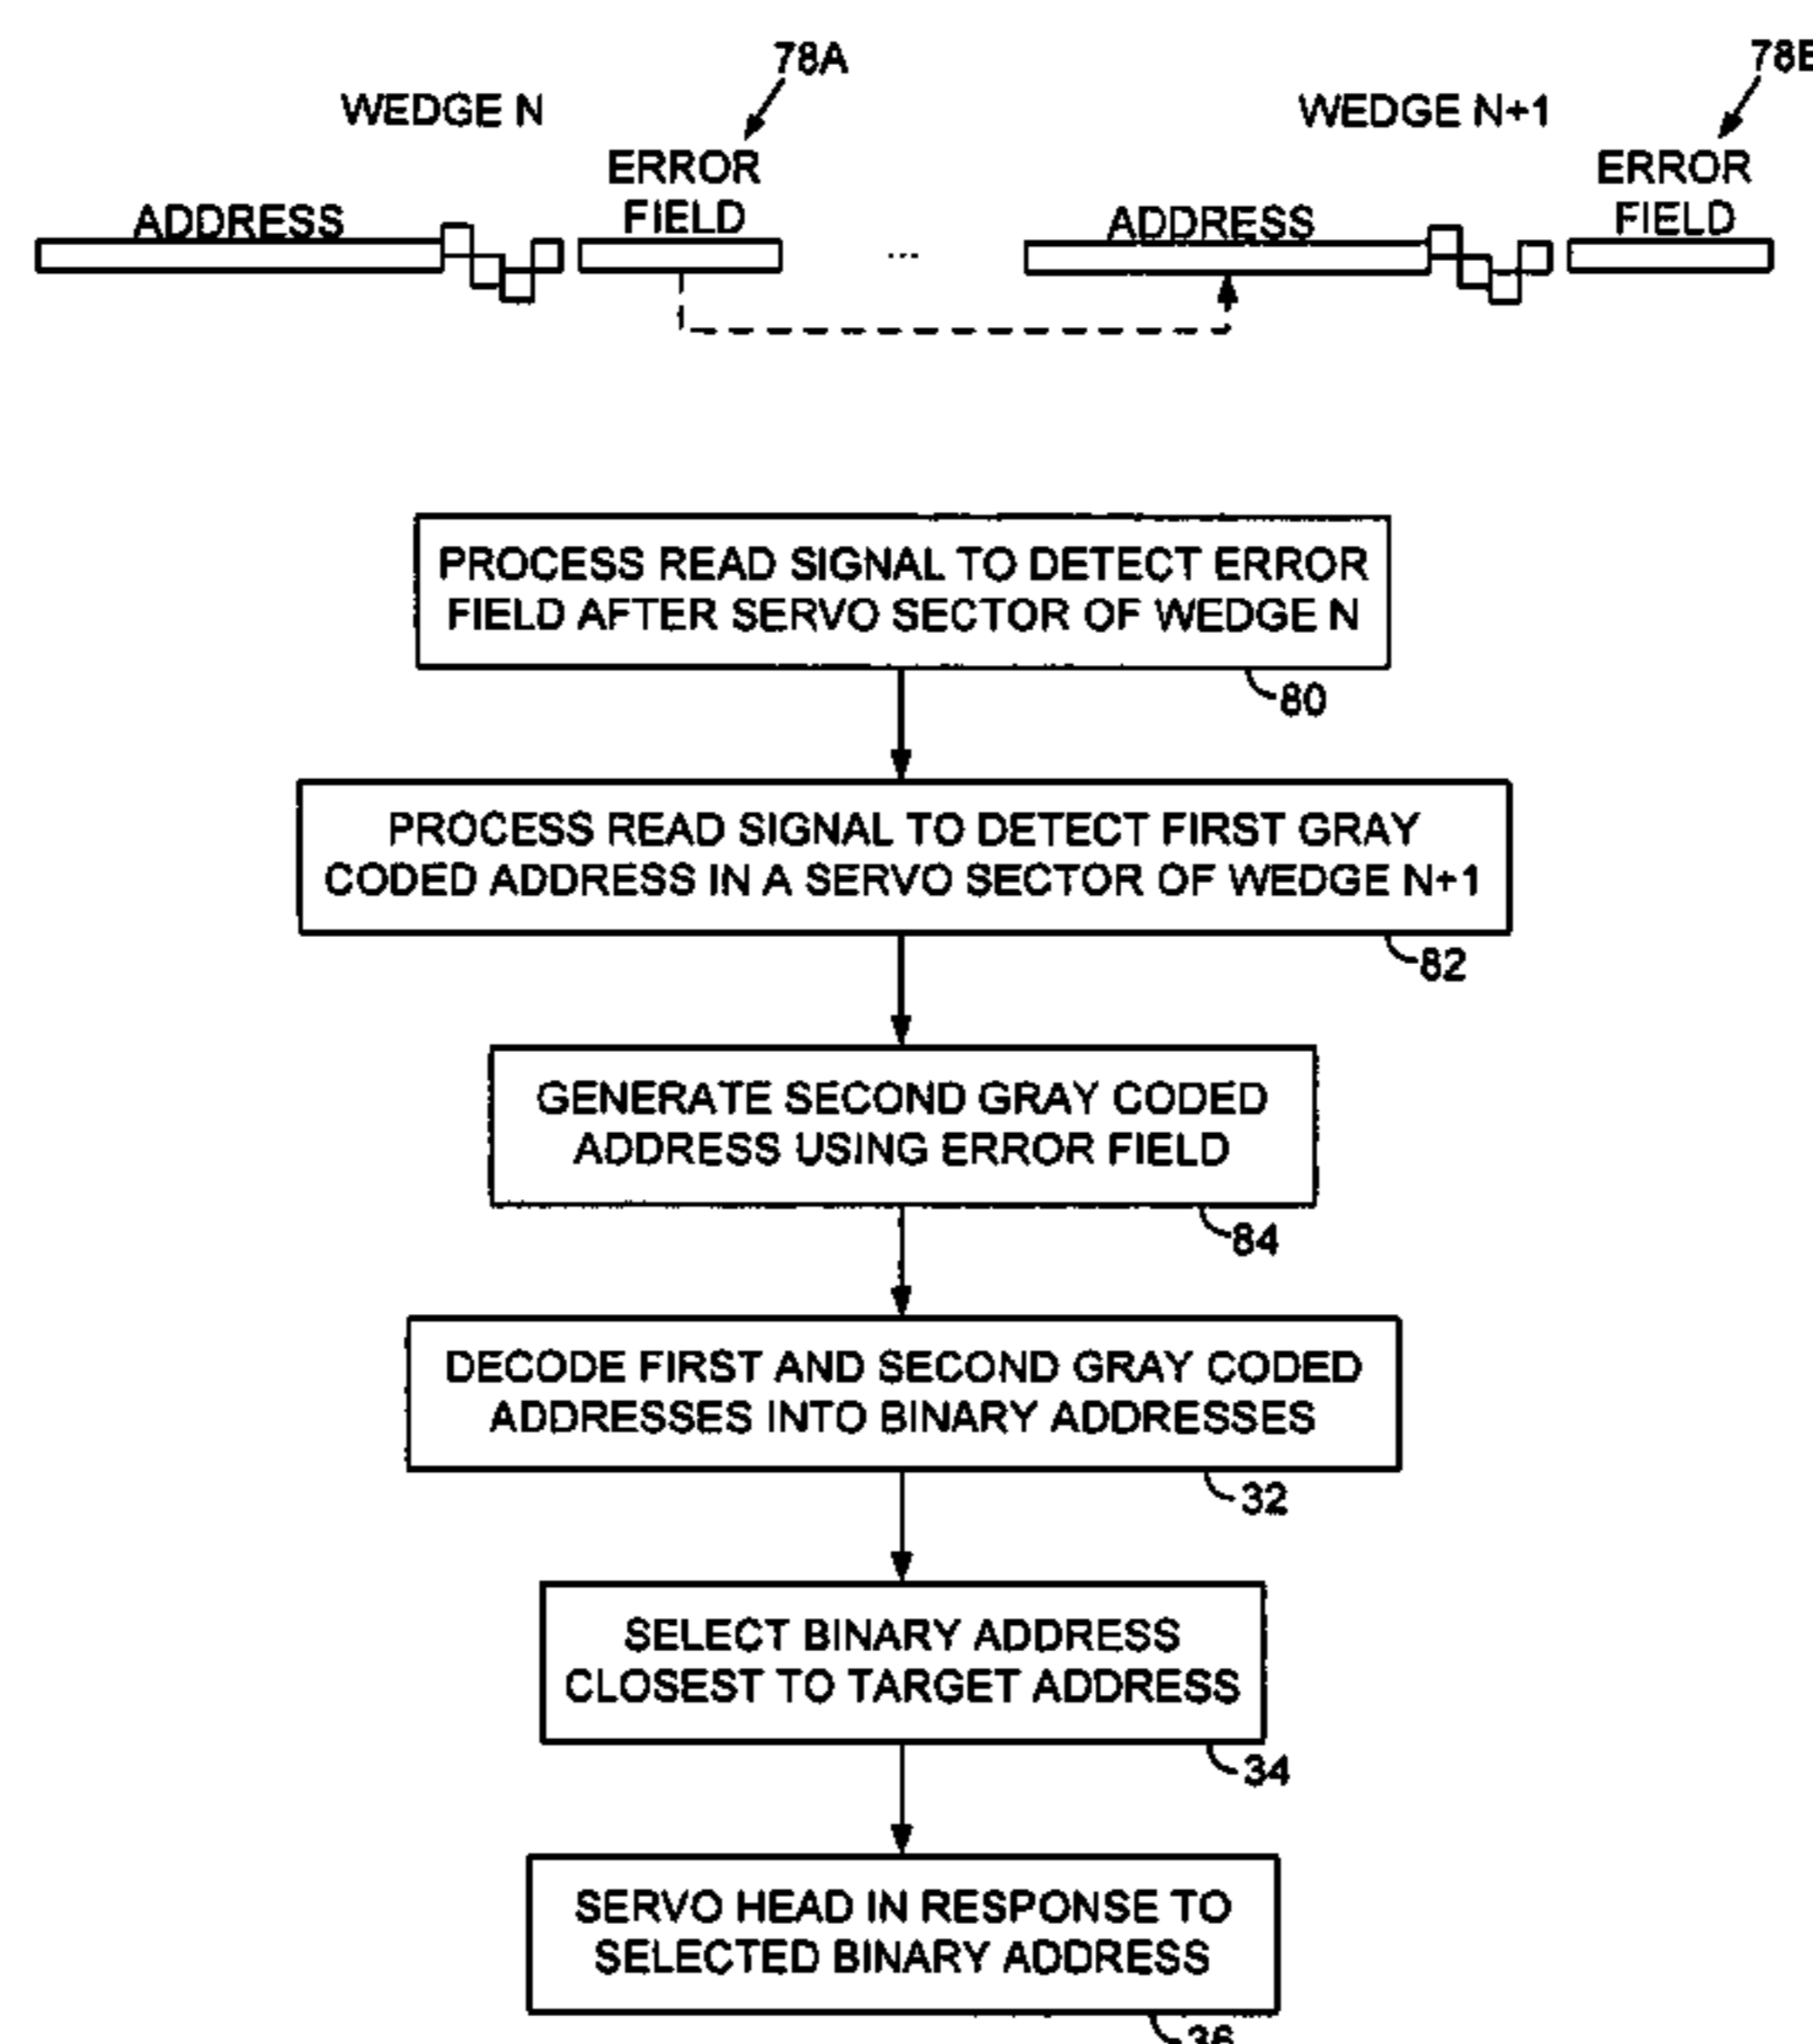 78A
78B
WEDGE N
WEDGE N+1
ERROR
FIELD
ERROR
FIELD
ADDRESS
ADDRESS
...
PROCESS READ SIGNAL TO DETECT ERROR
FIELD AFTER SERVO SECTOR OF WEDGE N
80
PROCESS READ SIGNAL TO DETECT FIRST GRAY
CODED ADDRESS IN A SERVO SECTOR OF WEDGE N+1
82
GENERATE SECOND GRAY CODED
ADDRESS USING ERROR FIELD
84
DECODE FIRST AND SECOND GRAY CODED
ADDRESSES INTO BINARY ADDRESSES
32
SELECT BINARY ADDRESS
CLOSEST TO TARGET ADDRESS
34
SERVO HEAD IN RESPONSE TO
SELECTED BINARY ADDRESS
36